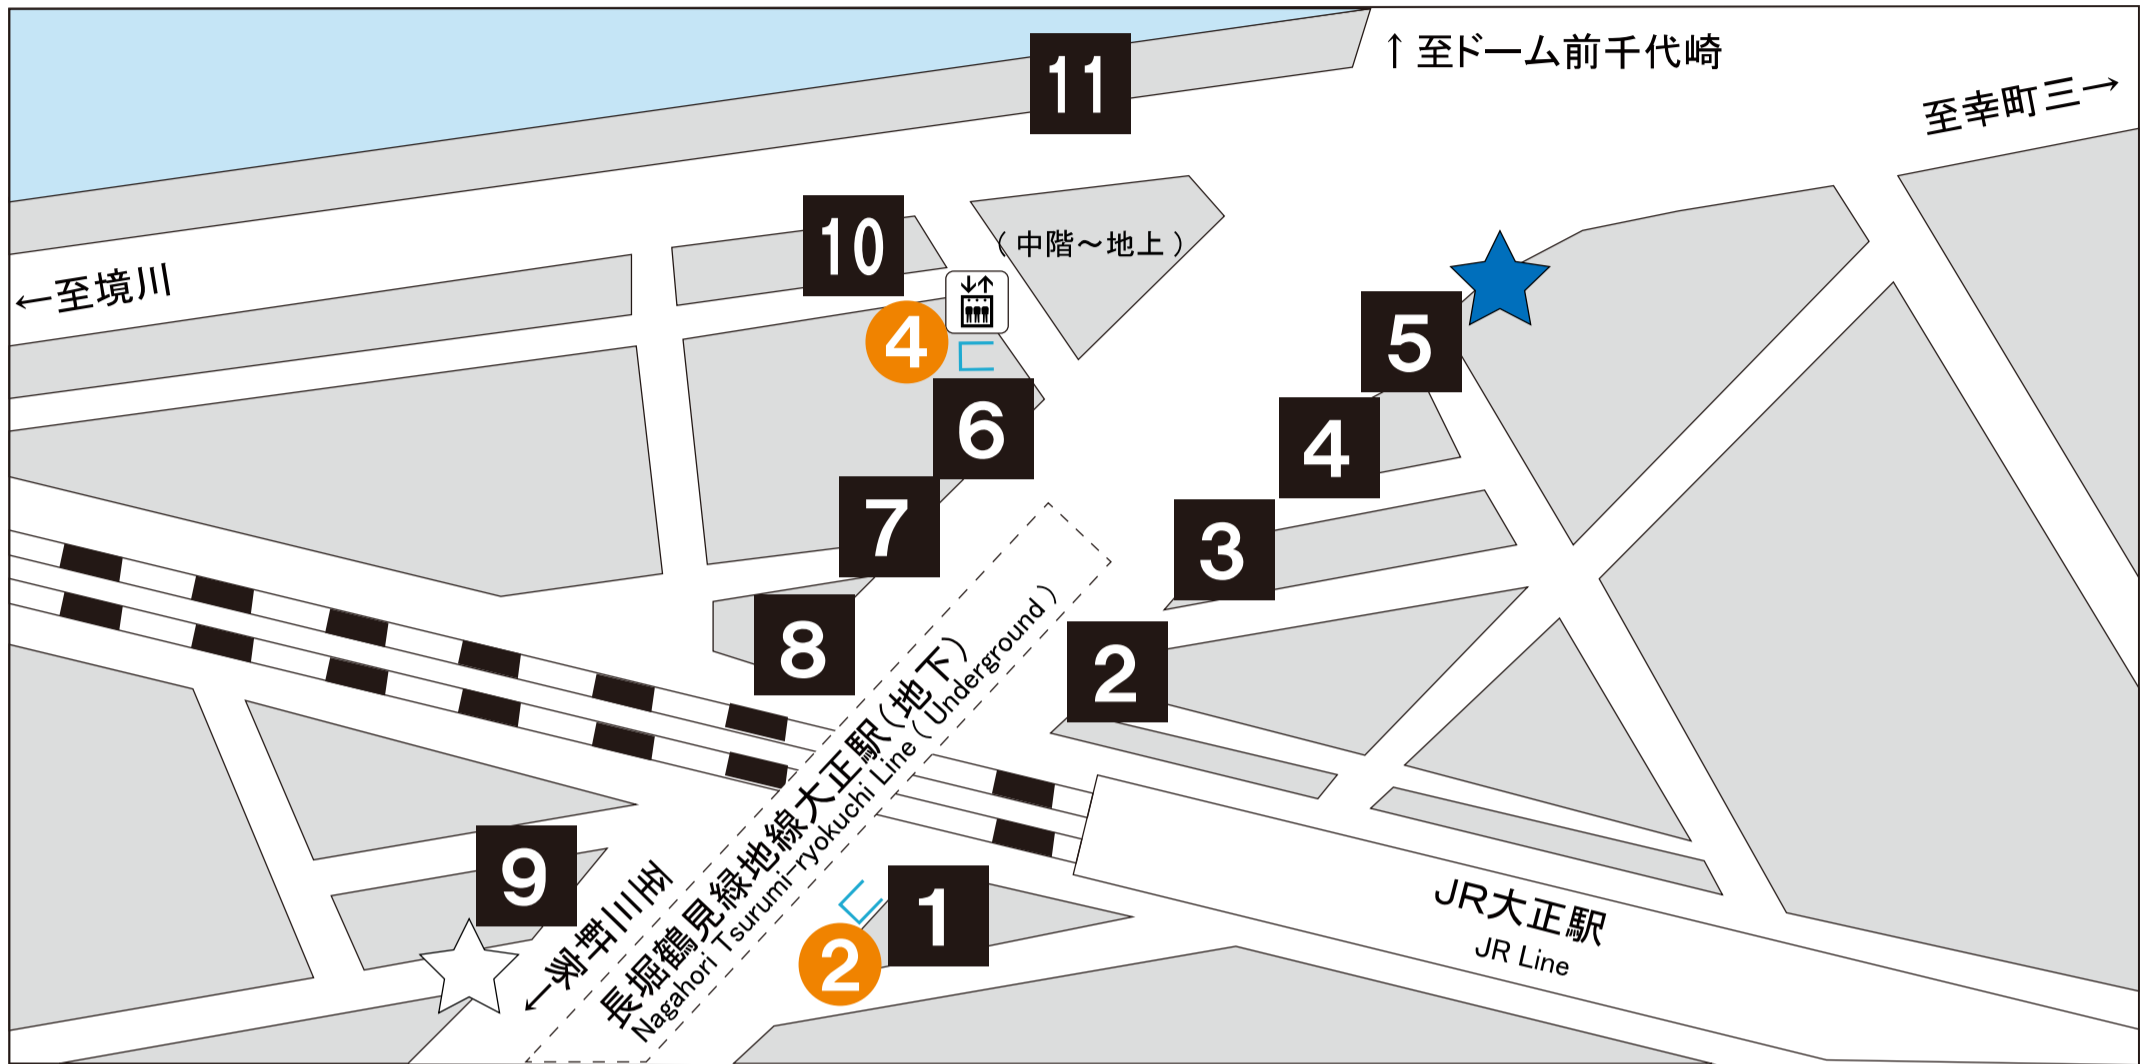 11
↑至ドーム前千代崎
至幸町三→
10
(中階～地上)
←至境川
5
4
6
4
7
3
8
2
長堀鶴見緑地線大正駅(地下)
Nagahori Tsurumi-ryokuchi Line (Underground)
9
←至三軒家
1
2
JR大正駅
JR Line